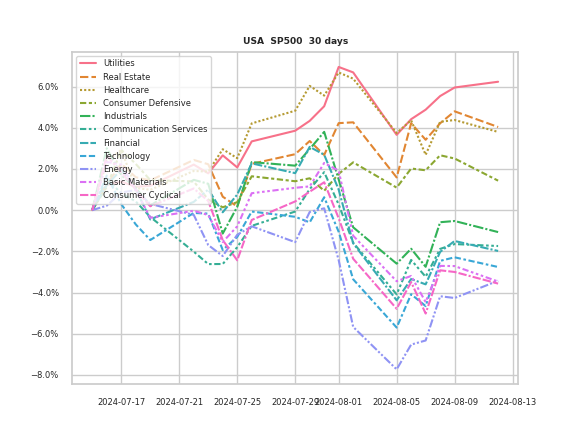 USA  SP500  30 days
Utilities
Real Estate
Healthcare
Consumer Defensive
Industrials
Communication Services
Financial
Technology
Energy
Basic Materials
Consumer Cyclical
6.0%
4.0%
2.0%
0.0%
−2.0%
−4.0%
−6.0%
−8.0%
2024-07-17 2024-07-21 2024-07-25 2024-07-29 2024-08-01 2024-08-05 2024-08-09 2024-08-13